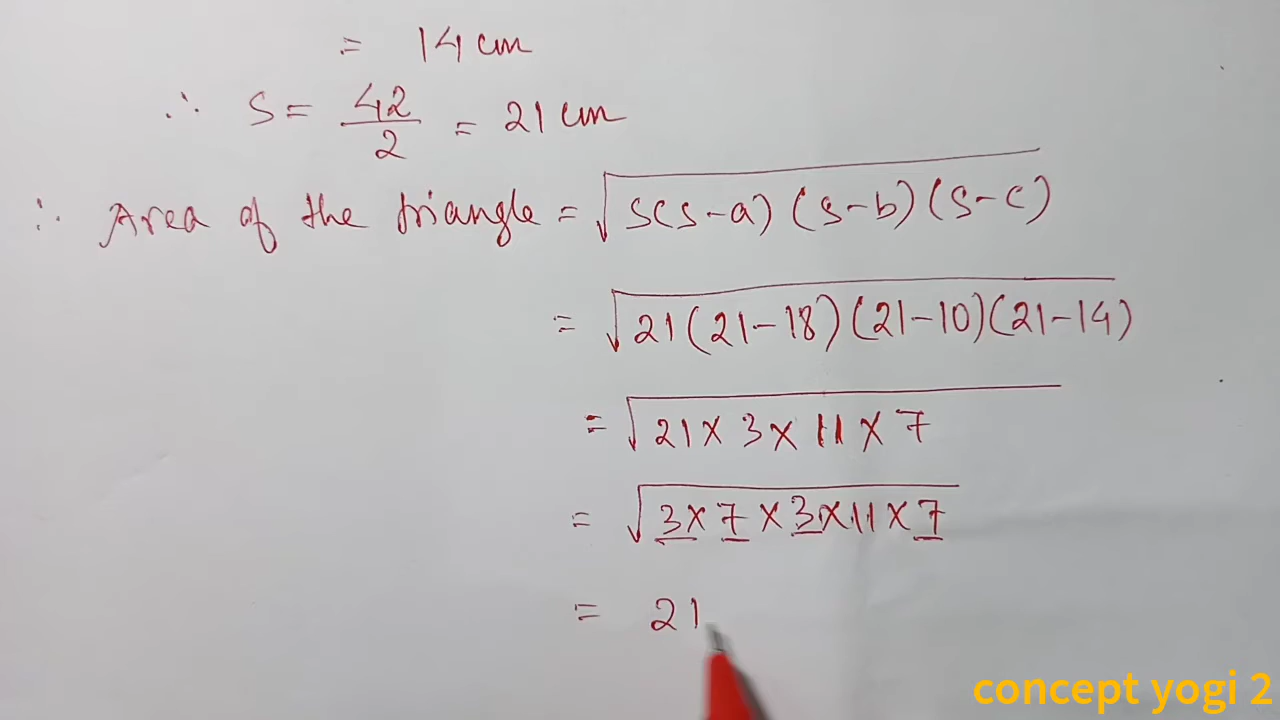 = 14 cm
∴ S = 42/2 = 21 cm
∴ Area of the triangle = √s(s-a)(s-b)(s-c)
= √21(21-18)(21-10)(21-14)
= √21 × 3 × 11 × 7
= √3 × 7 × 3 × 11 × 7
= 21
concept yogi 2